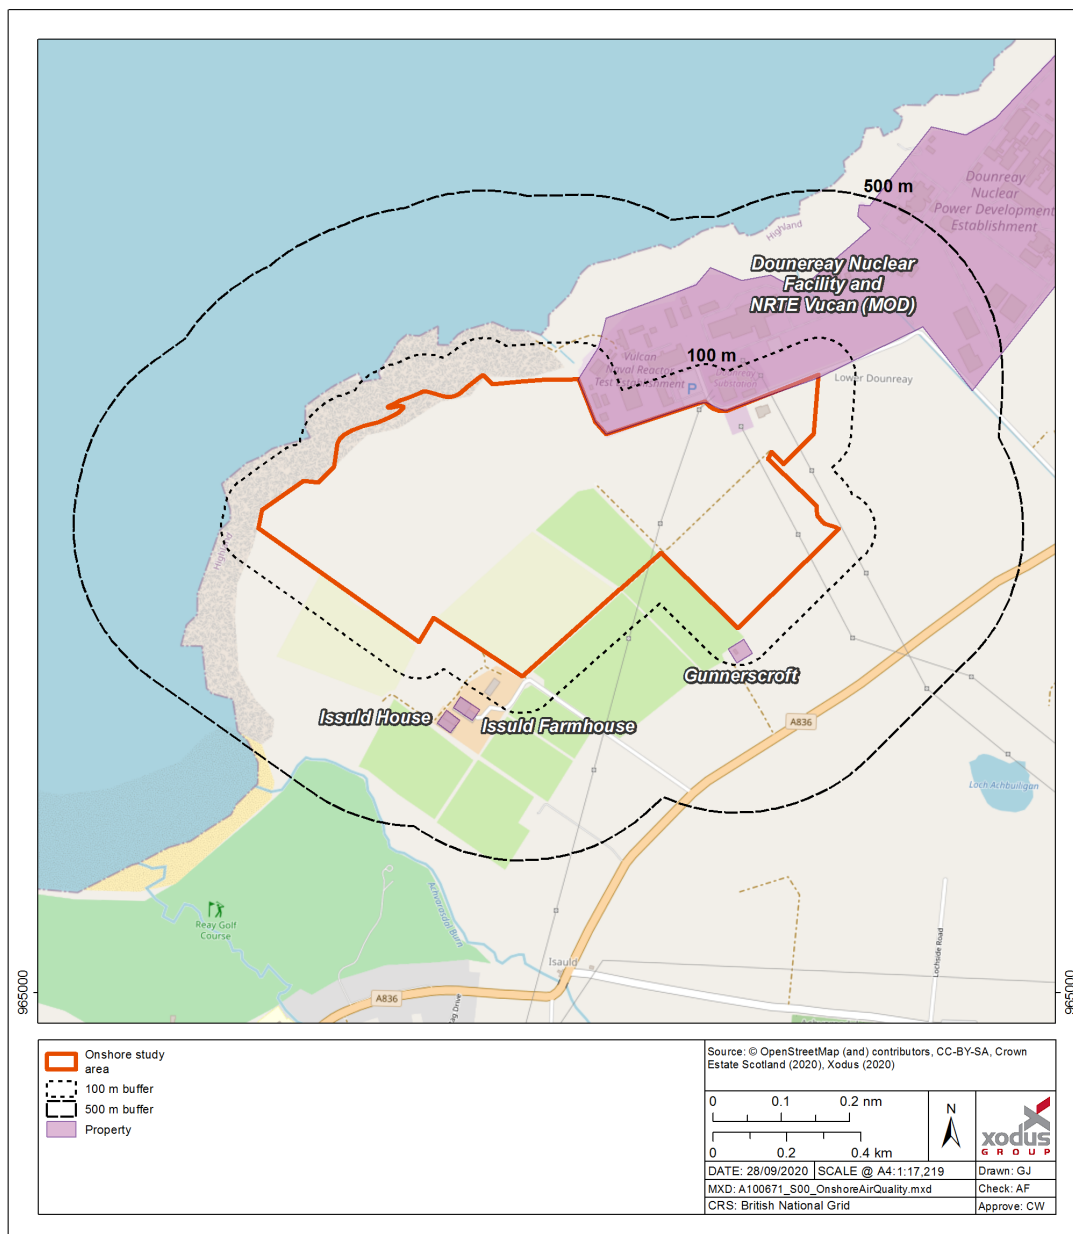 500 m
Dounreay
Nuclear
Power Development
Establishment
Highland
Dounereay Nuclear
Facility and
NRTE Vucan (MOD)
100 m
Vulcan
Naval Reactor
Test Establishment
Dounreay
Substation
P
Lower Dounreay
Highland
Gunnerscroft
Issuld House
Issuld Farmhouse
A836
Loch Achbuiligan
Achvarasdal Burn
Reay Golf
Course
Isauld
Lochside Road
A836
965000
965000
Onshore study
area
100 m buffer
500 m buffer
Property
Source: © OpenStreetMap (and) contributors, CC-BY-SA, Crown
Estate Scotland (2020), Xodus (2020)
0 0.1 0.2 nm
0 0.2 0.4 km
N
xodus
GROUP
DATE: 28/09/2020 SCALE @ A4:1:17,219 Drawn: GJ
MXD: A100671_S00_OnshoreAirQuality.mxd Check: AF
CRS: British National Grid Approve: CW